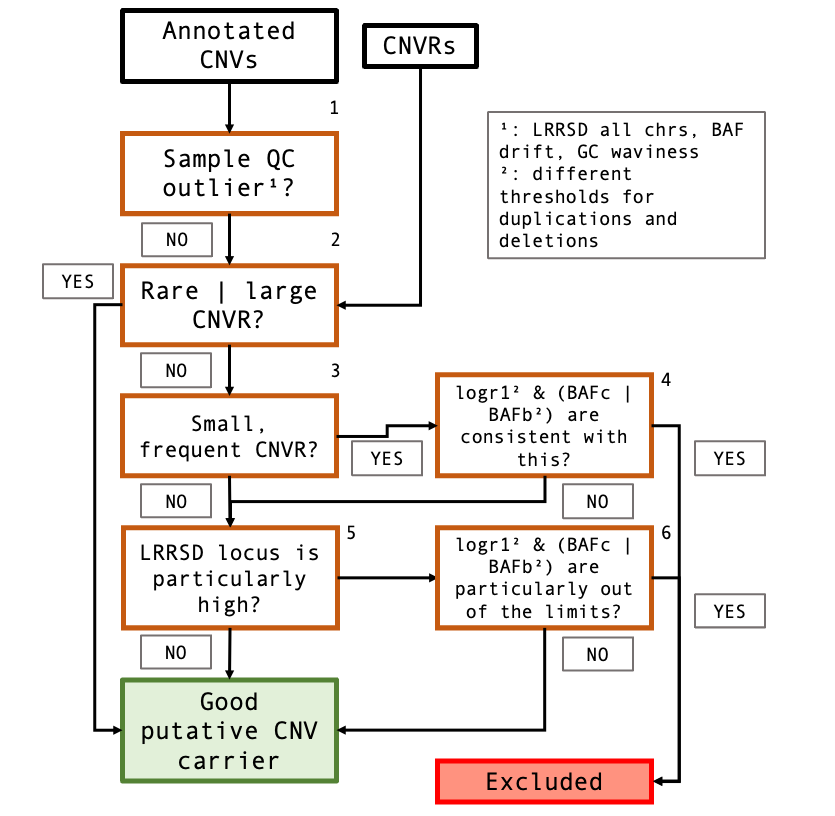 Annotated
CNVs
CNVRs
1
Sample QC
outlier¹?
¹: LRRSD all chrs, BAF
drift, GC waviness
²: different
thresholds for
duplications and
deletions
NO
2
YES
Rare | large
CNVR?
NO
3
Small,
frequent CNVR?
YES
logr1² & (BAFc |
BAFb²) are
consistent with
this?
4
YES
NO
NO
LRRSD locus is
particularly
high?
5
logr1² & (BAFc |
BAFb²) are
particularly out
of the limits?
6
YES
NO
NO
Good
putative CNV
carrier
Excluded